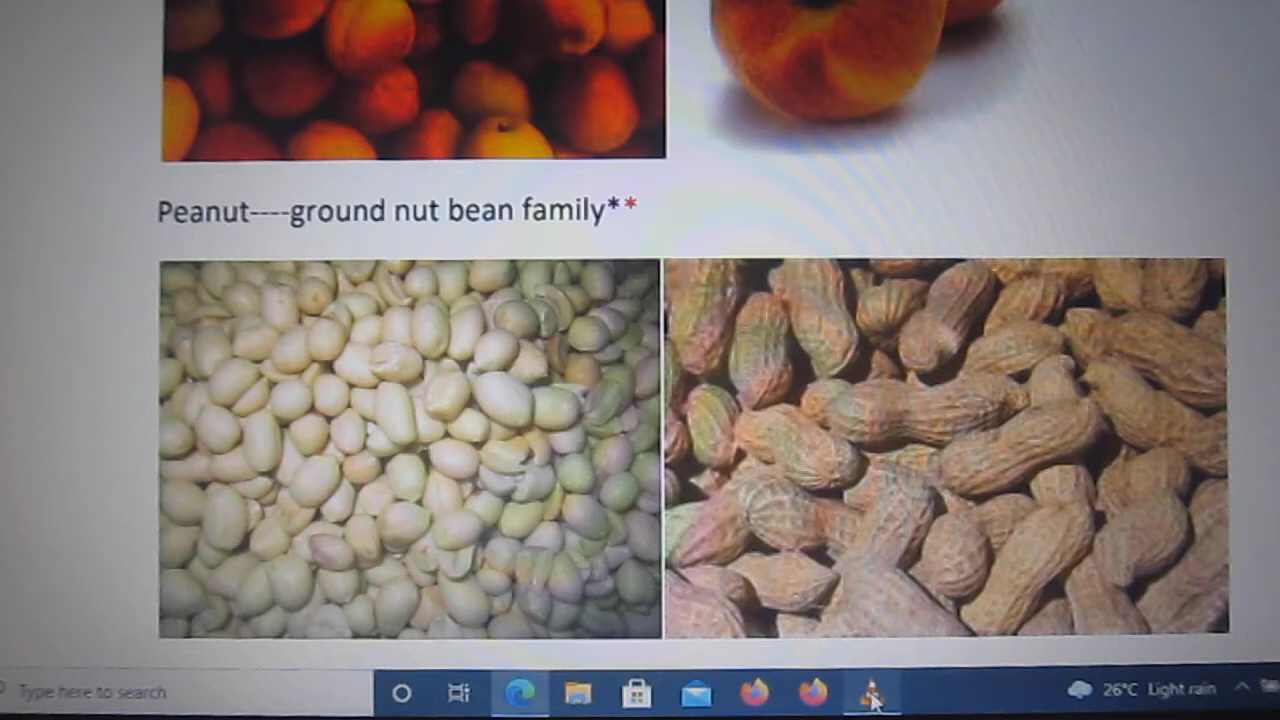 Peanut----ground nut bean family**
Type here to search
26°C Light rain